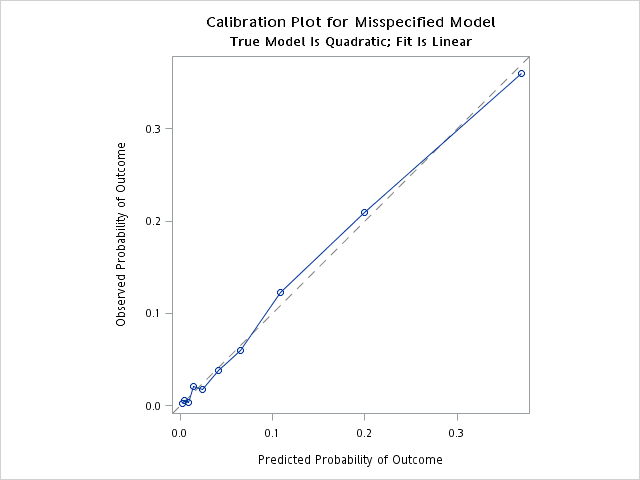 Calibration Plot for Misspecified Model
True Model Is Quadratic; Fit Is Linear
Observed Probability of Outcome
0.3
0.2
0.1
0.0
0.0 0.1 0.2 0.3
Predicted Probability of Outcome